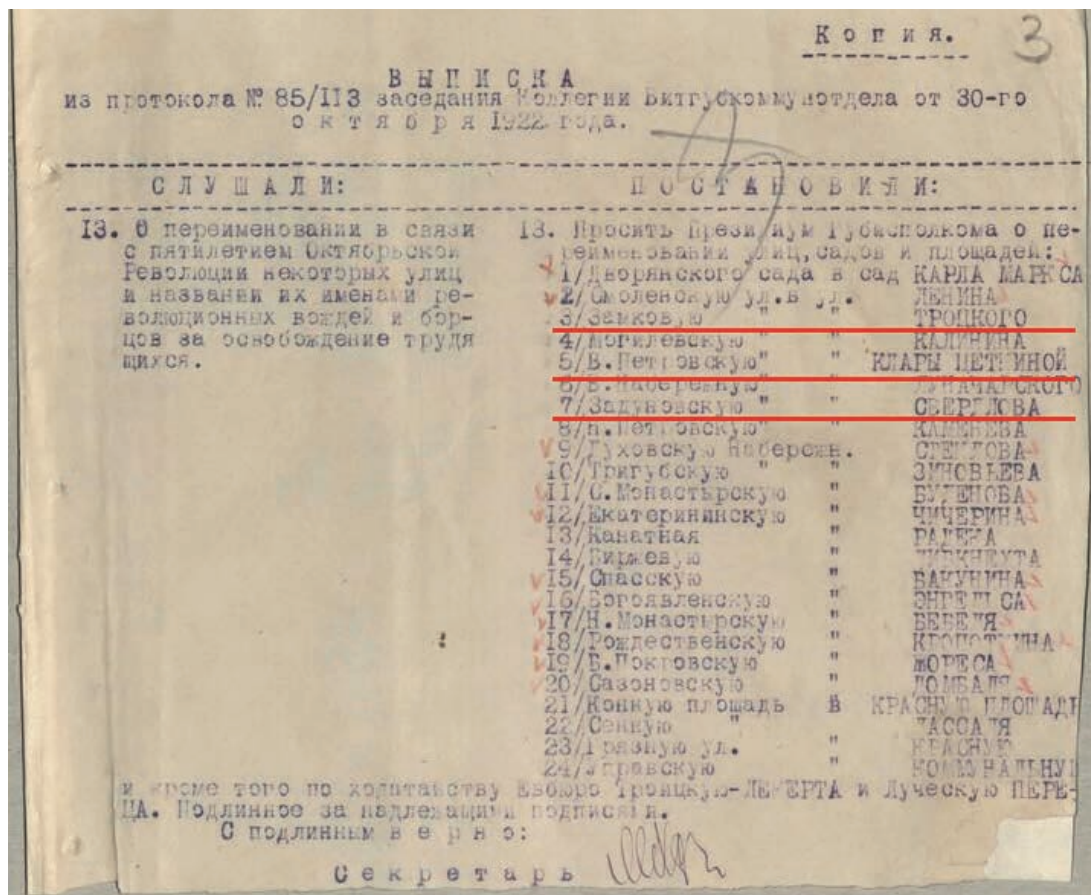 Копия.
3
ВЫПИСКА
из протокола № 85/113 заседания Коллегии Витгубкоммунотдела от 30-го
октября 1922 года.
СЛУШАЛИ:
ПОСТАНОВИЛИ:
13. О переименовании в связи
с пятилетием Октябрьской
Революции некоторых улиц
и названии их именами ре-
волюционных вождей и бор-
цов за освобождение трудя
щихся.
13. Просить Президиум Губисполкома о пе-
реименовании улиц, садов и площадей:
1/Дворянского сада в сад КАРЛА МАРКСА
2/Смоленскую ул.в ул. ЛЕНИНА
3/Замковую " " ТРОЦКОГО
4/Могилевскую " " КАЛИНИНА
5/В.Петровскую" " КЛАРЫ ЦЕТКИНОЙ
6/В.Набережную" " ЛУНАЧАРСКОГО
7/Задуновскую " " СВЕРДЛОВА
8/Н.Петровскую" " КАМЕНЕВА
9/Духовскую Набережн. СТЕКЛОВА
10/Тригубскую " " ЗИНОВЬЕВА
11/С.Монастырскую " БУДЕНОВА
12/Екатерининскую " ЧИЧЕРИНА
13/Канатная " РАДЕКА
14/Биржевую " ЛИБКНЕХТА
15/Спасскую " БАКУНИНА
16/Богоявленскую " ЭНГЕЛЬСА
17/Н.Монастырскую " БЕБЕЛЯ
18/Рождественскую " КРОПОТКИНА
19/Б.Покровскую " ЖОРЕСА
20/Сазоновскую " ДОМБАЛЯ
21/Конную площадь в КРАСНУЮ ПЛОЩАДЬ
22/Сенную " ЛАССАЛЯ
23/Грязную ул. " КРАСНУЮ
24/Управскую " КОММУНАЛЬНУЮ
и кроме того по ходатайству Евбюро Троицкую-ЛЕКЕРТА и Луческую ПЕРЕ-
ЦА. Подлинное за надлежащими подписями.
С подлинным верно:
Секретарь